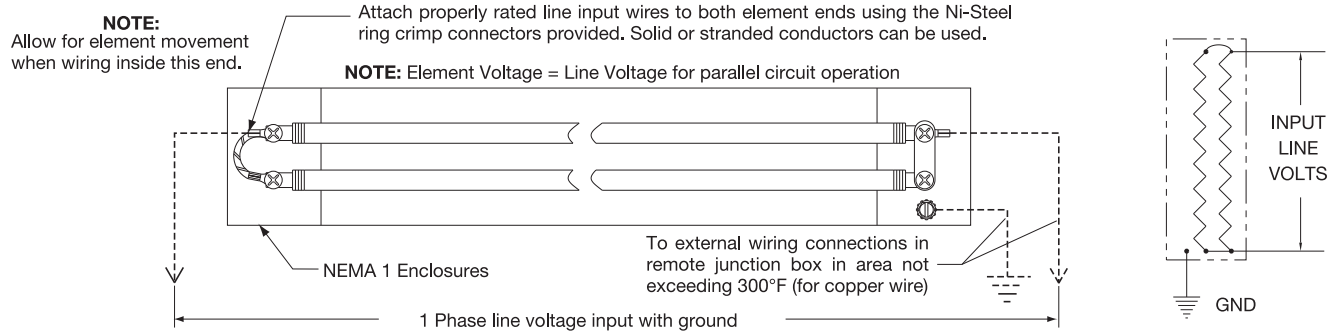 NOTE:
Allow for element movement
when wiring inside this end.
Attach properly rated line input wires to both element ends using the Ni-Steel
ring crimp connectors provided. Solid or stranded conductors can be used.
NOTE: Element Voltage = Line Voltage for parallel circuit operation
INPUT
LINE
VOLTS
NEMA 1 Enclosures
To external wiring connections in
remote junction box in area not
exceeding 300°F (for copper wire)
GND
1 Phase line voltage input with ground